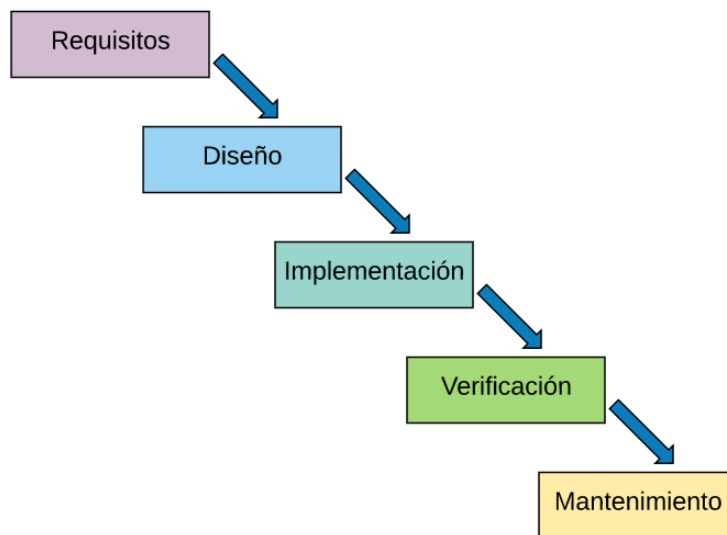 Requisitos
Diseño
Implementación
Verificación
Mantenimiento